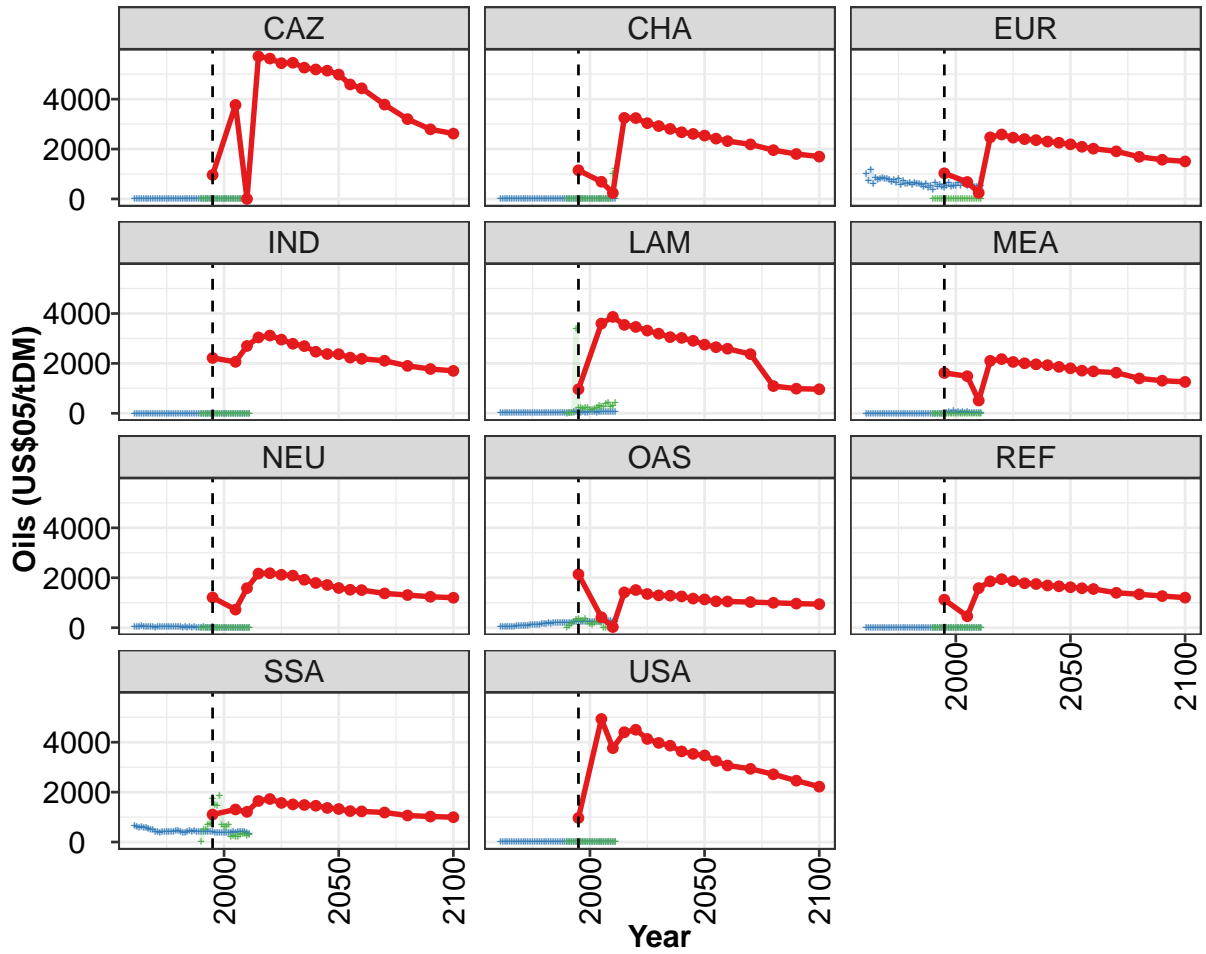 CAZ CHA EUR
4000
2000
0
IND LAM MEA
4000
2000
0
NEU OAS REF
4000
2000
0
2000 2050 2100
SSA USA
4000
2000
0
2000 2050 2100 2000 2050 2100
Year
Oils (US$05/tDM)